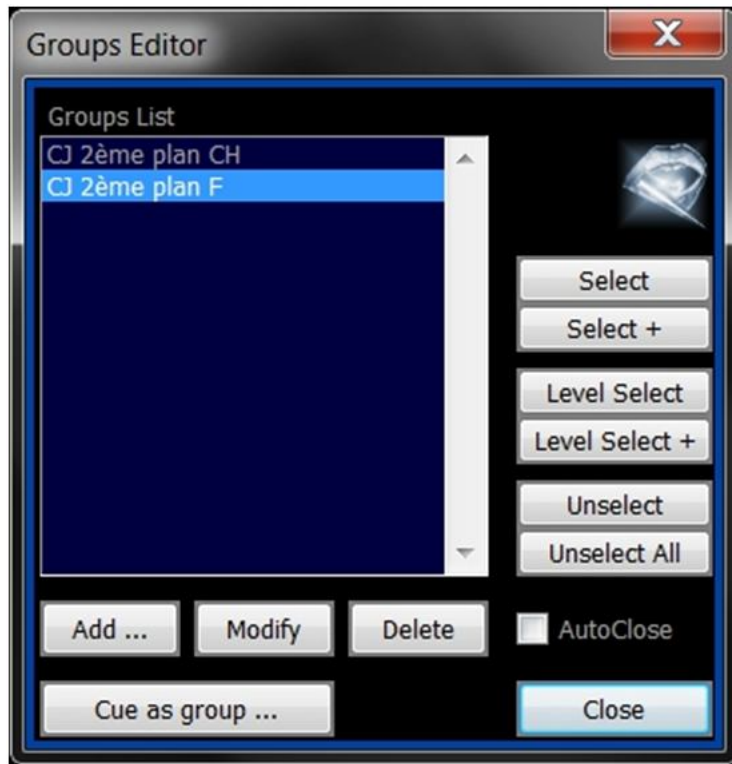 Groups Editor
X
Groups List
CJ 2ème plan CH
CJ 2ème plan F
Select
Select +
Level Select
Level Select +
Unselect
Unselect All
Add ...
Modify
Delete
AutoClose
Cue as group ...
Close